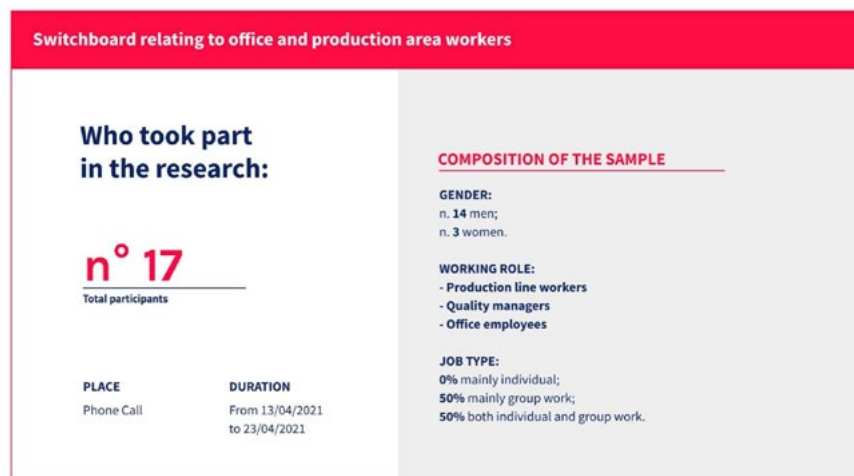 Switchboard relating to office and production area workers
Who took part
in the research:
n° 17
Total participants
PLACE
Phone Call
DURATION
From 13/04/2021
to 23/04/2021
COMPOSITION OF THE SAMPLE
GENDER:
n. 14 men;
n. 3 women.
WORKING ROLE:
- Production line workers
- Quality managers
- Office employees
JOB TYPE:
0% mainly individual;
50% mainly group work;
50% both individual and group work.